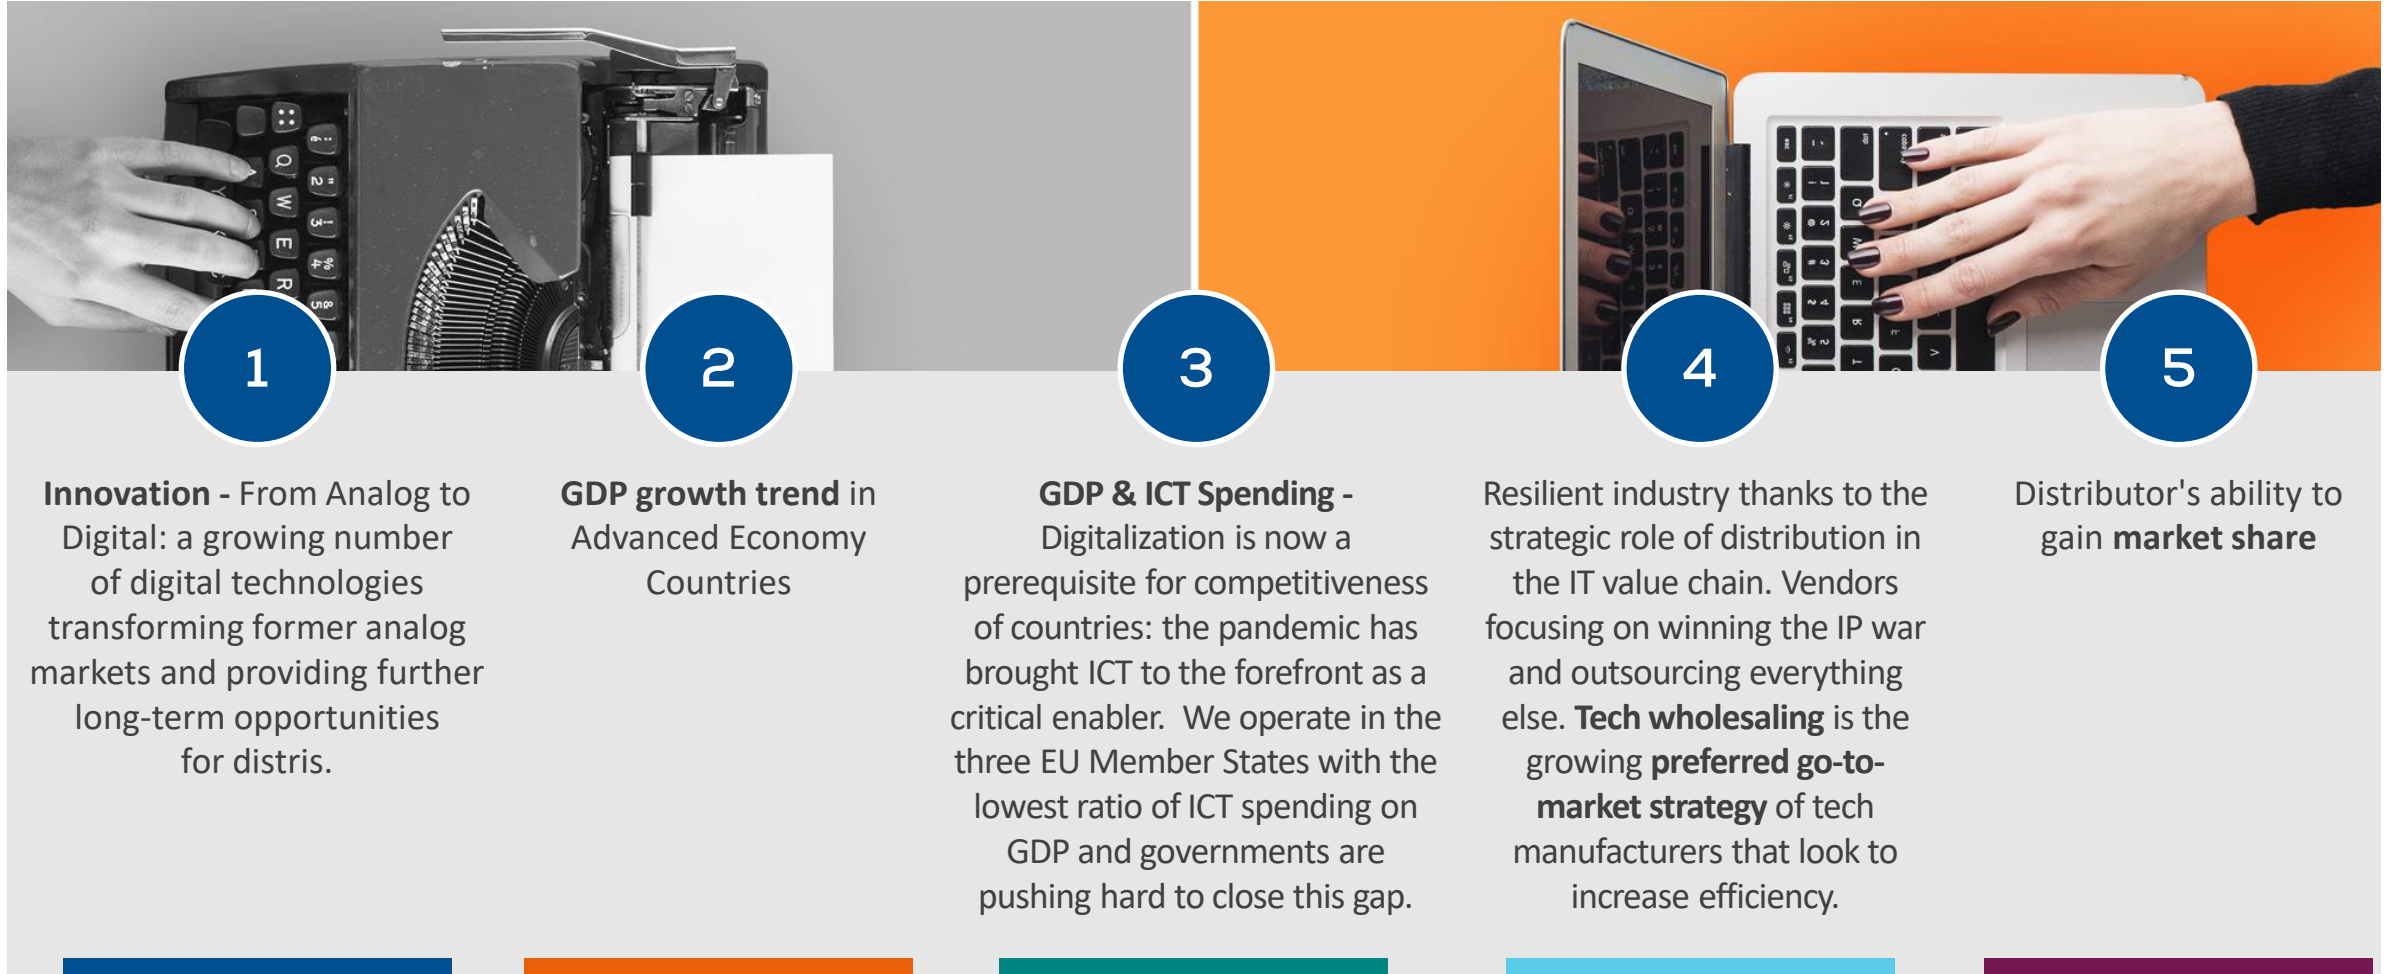 1
2
3
4
5
Innovation - From Analog to
Digital: a growing number
of digital technologies
transforming former analog
markets and providing further
long-term opportunities
for distris.
GDP growth trend in
Advanced Economy
Countries
GDP & ICT Spending -
Digitalization is now a
prerequisite for competitiveness
of countries: the pandemic has
brought ICT to the forefront as a
critical enabler.  We operate in the
three EU Member States with the
lowest ratio of ICT spending on
GDP and governments are
pushing hard to close this gap.
Resilient industry thanks to the
strategic role of distribution in
the IT value chain. Vendors
focusing on winning the IP war
and outsourcing everything
else. Tech wholesaling is the
growing preferred go-to-
market strategy of tech
manufacturers that look to
increase efficiency.
Distributor's ability to
gain market share